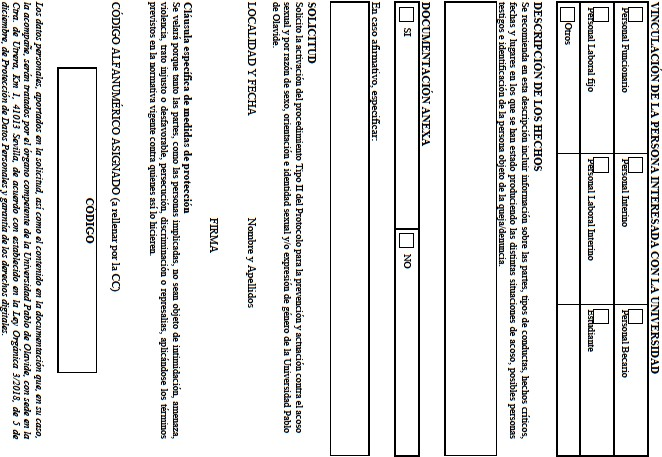 VINCULACIÓN DE LA PERSONA INTERESADA CON LA UNIVERSIDAD
Personal Funcionario
Personal Interino
Personal Becario
Personal Laboral fijo
Personal Laboral Interino
Estudiante
Otros
DESCRIPCIÓN DE LOS HECHOS
Se recomienda en esta descripción incluir información sobre las partes, tipos de conductas, hechos críticos,
fechas y lugares en los que se han estado produciendo las distintas situaciones de acoso, posibles personas
testigos e identificación de la persona objeto de la queja/denuncia.
DOCUMENTACIÓN ANEXA
SI
NO
En caso afirmativo, especificar:
SOLICITUD
Solicito la activación del procedimiento Tipo II del Protocolo para la prevención y actuación contra el acoso
sexual y por razón de sexo, orientación e identidad sexual y/o expresión de género de la Universidad Pablo
de Olavide.
LOCALIDAD Y FECHA
Nombre y Apellidos
FIRMA
Cláusula específica de medidas de protección
Se velará porque tanto las partes, como las personas implicadas, no sean objeto de intimidación, amenaza,
violencia, trato injusto o desfavorable, persecución, discriminación o represalias, aplicándose los términos
previstos en la normativa vigente contra quienes así lo hicieren.
CÓDIGO ALFANUMÉRICO ASIGNADO (a rellenar por la CC)
CÓDIGO
Los datos personales, aportados en la solicitud, así como el contenido en la documentación que, en su caso,
la acompañe, serán tratados por el órgano competente de la Universidad Pablo de Olavide, con sede en la
Ctra. de Utrera, Km 1, 41013 Sevilla, de acuerdo con establecido en la Ley Orgánica 3/2018, de 5 de
diciembre, de Protección de Datos Personales y garantía de los derechos digitales.